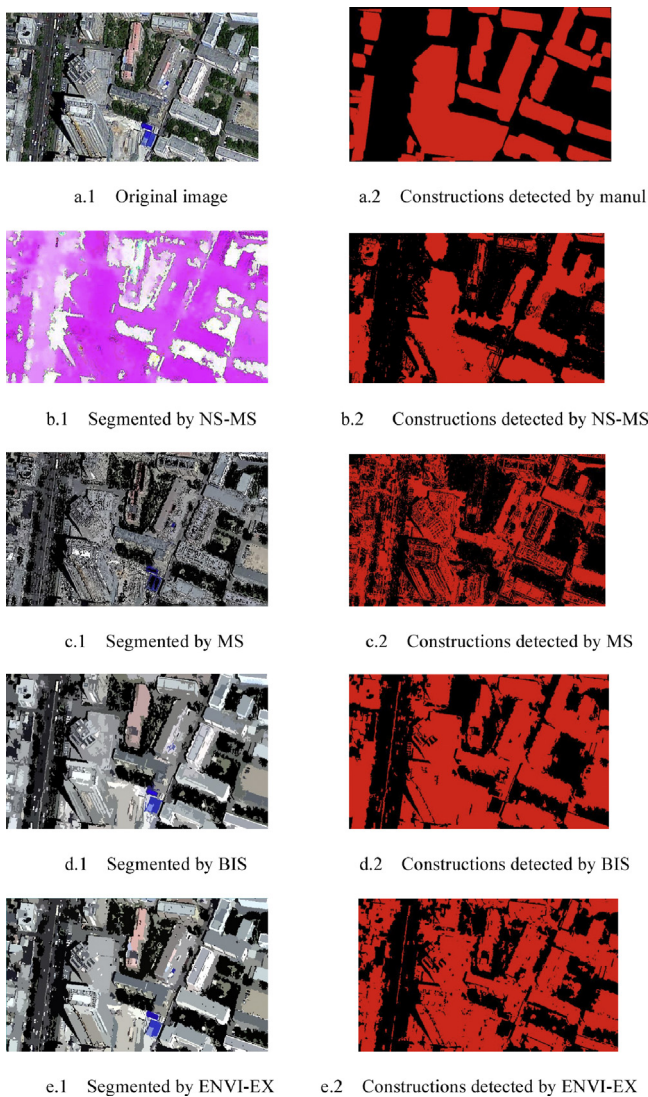 a.1 Original image
a.2 Constructions detected by manul
b.1 Segmented by NS-MS
b.2 Constructions detected by NS-MS
c.1 Segmented by MS
c.2 Constructions detected by MS
d.1 Segmented by BIS
d.2 Constructions detected by BIS
e.1 Segmented by ENVI-EX
e.2 Constructions detected by ENVI-EX